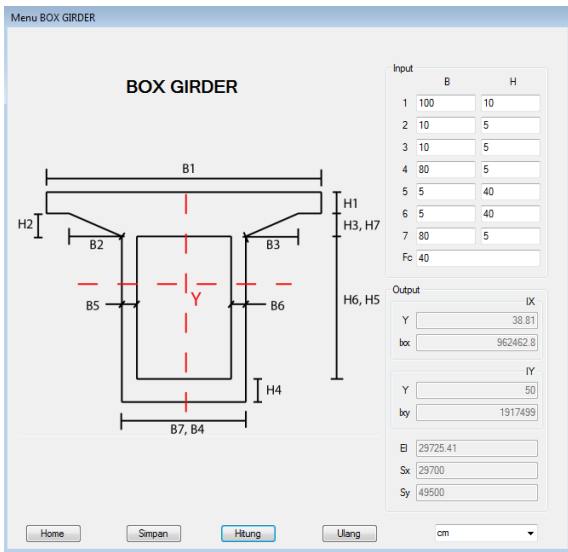 Menu BOX GIRDER
BOX GIRDER
B1
H1
H2
H3, H7
B2
B3
B5
Y
B6
H6, H5
H4
B7, B4
Input
B H
1 100 10
2 10 5
3 10 5
4 80 5
5 5 40
6 5 40
7 80 5
Fc 40
Output
IX
Y 38.81
Ixx 962462.8
IY
Y 50
Ixy 1917499
EI 29725.41
Sx 29700
Sy 49500
Home Simpan Hitung Ulang cm